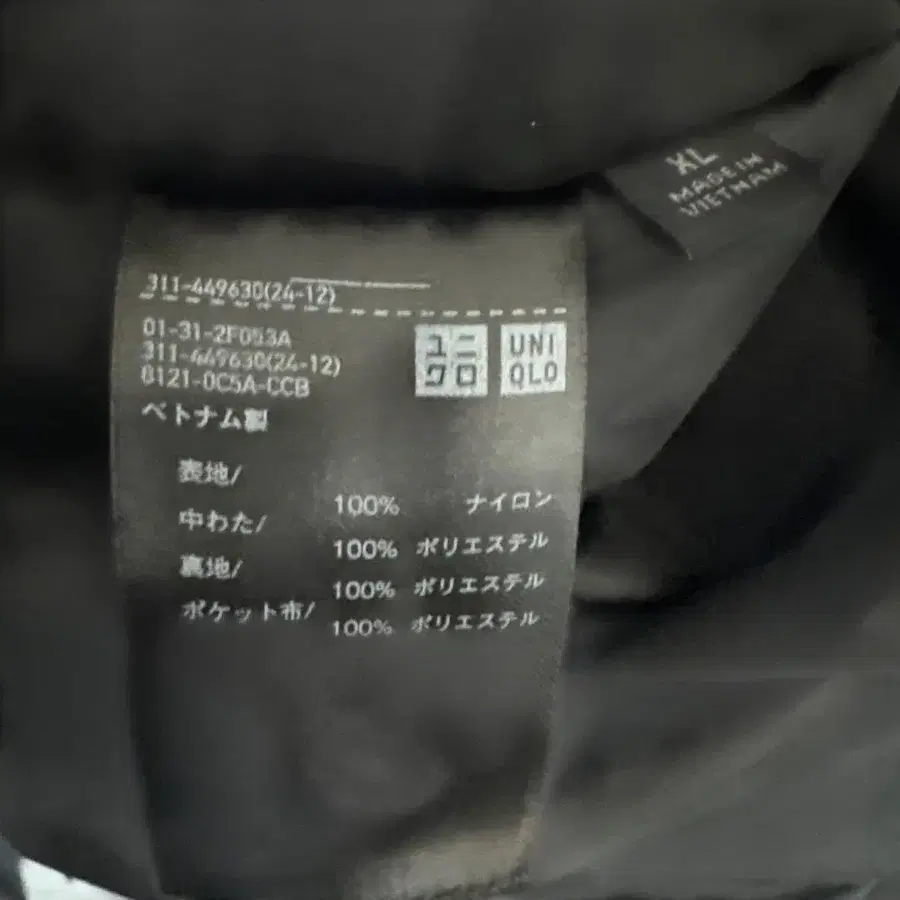 XL
MADE IN
VIETNAM
311-449630(24-12)
01-31-2F053A
311-449630(24-12)
8121-0C5A-CCB
ユニ
クロ
UNI
QLO
ベトナム製
表地/
100% ナイロン
中わた/
100% ポリエステル
裏地/
100% ポリエステル
ポケット布/
100% ポリエステル